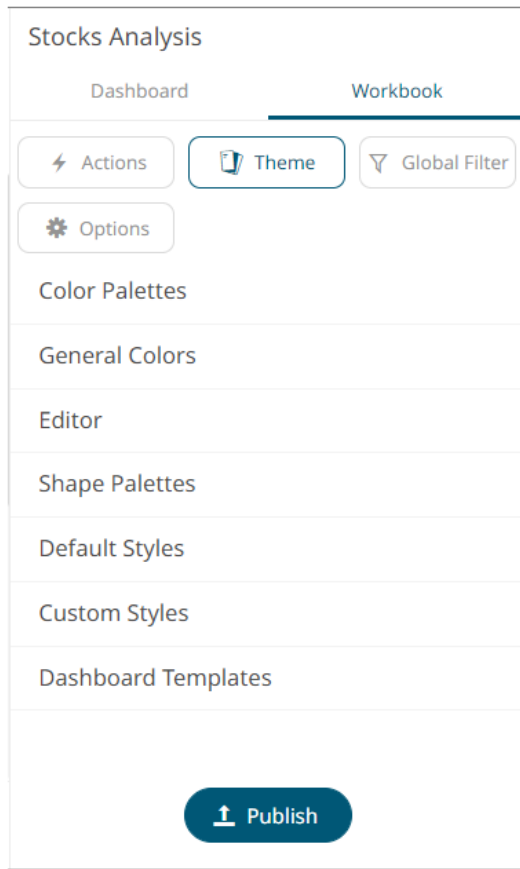 Stocks Analysis
Dashboard Workbook
Actions Theme Global Filter
Options
Color Palettes
General Colors
Editor
Shape Palettes
Default Styles
Custom Styles
Dashboard Templates
Publish